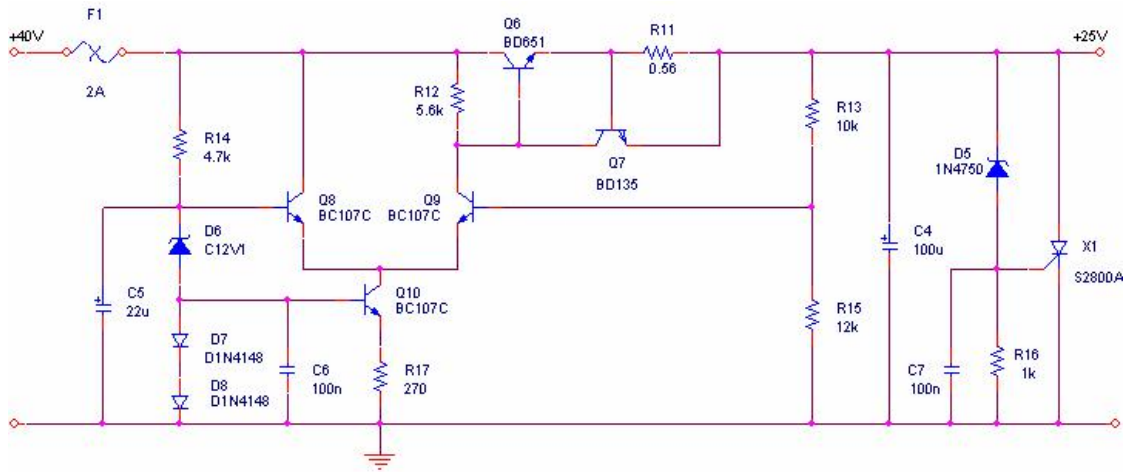 F1
+40V
2A
Q6
BD651
R11
0.56
+25V
R12
5.6k
R13
10k
R14
4.7k
Q7
BD135
D5
1N4750
Q8
BC107C
Q9
BC107C
D6
C12V1
C4
100u
X1
S2800A
C5
22u
Q10
BC107C
R15
12k
D7
D1N4148
R17
270
C6
100n
D8
D1N4148
C7
100n
R16
1k